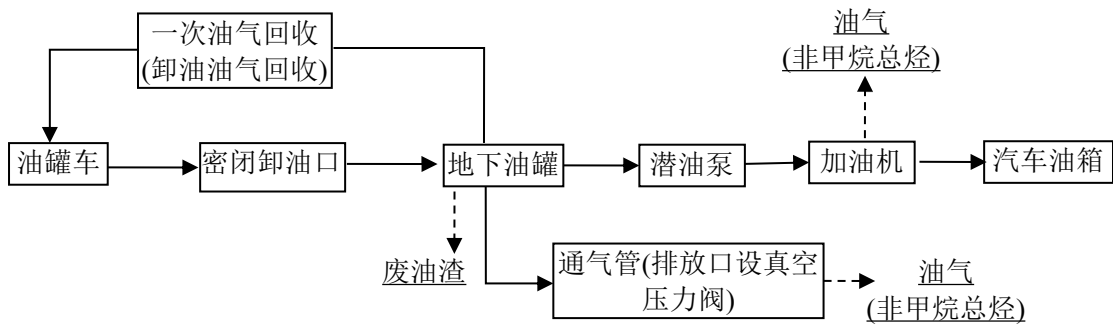 一次油气回收
(卸油油气回收)
油气
(非甲烷总烃)
油罐车
密闭卸油口
地下油罐
潜油泵
加油机
汽车油箱
废油渣
通气管(排放口设真空
压力阀)
油气
(非甲烷总烃)